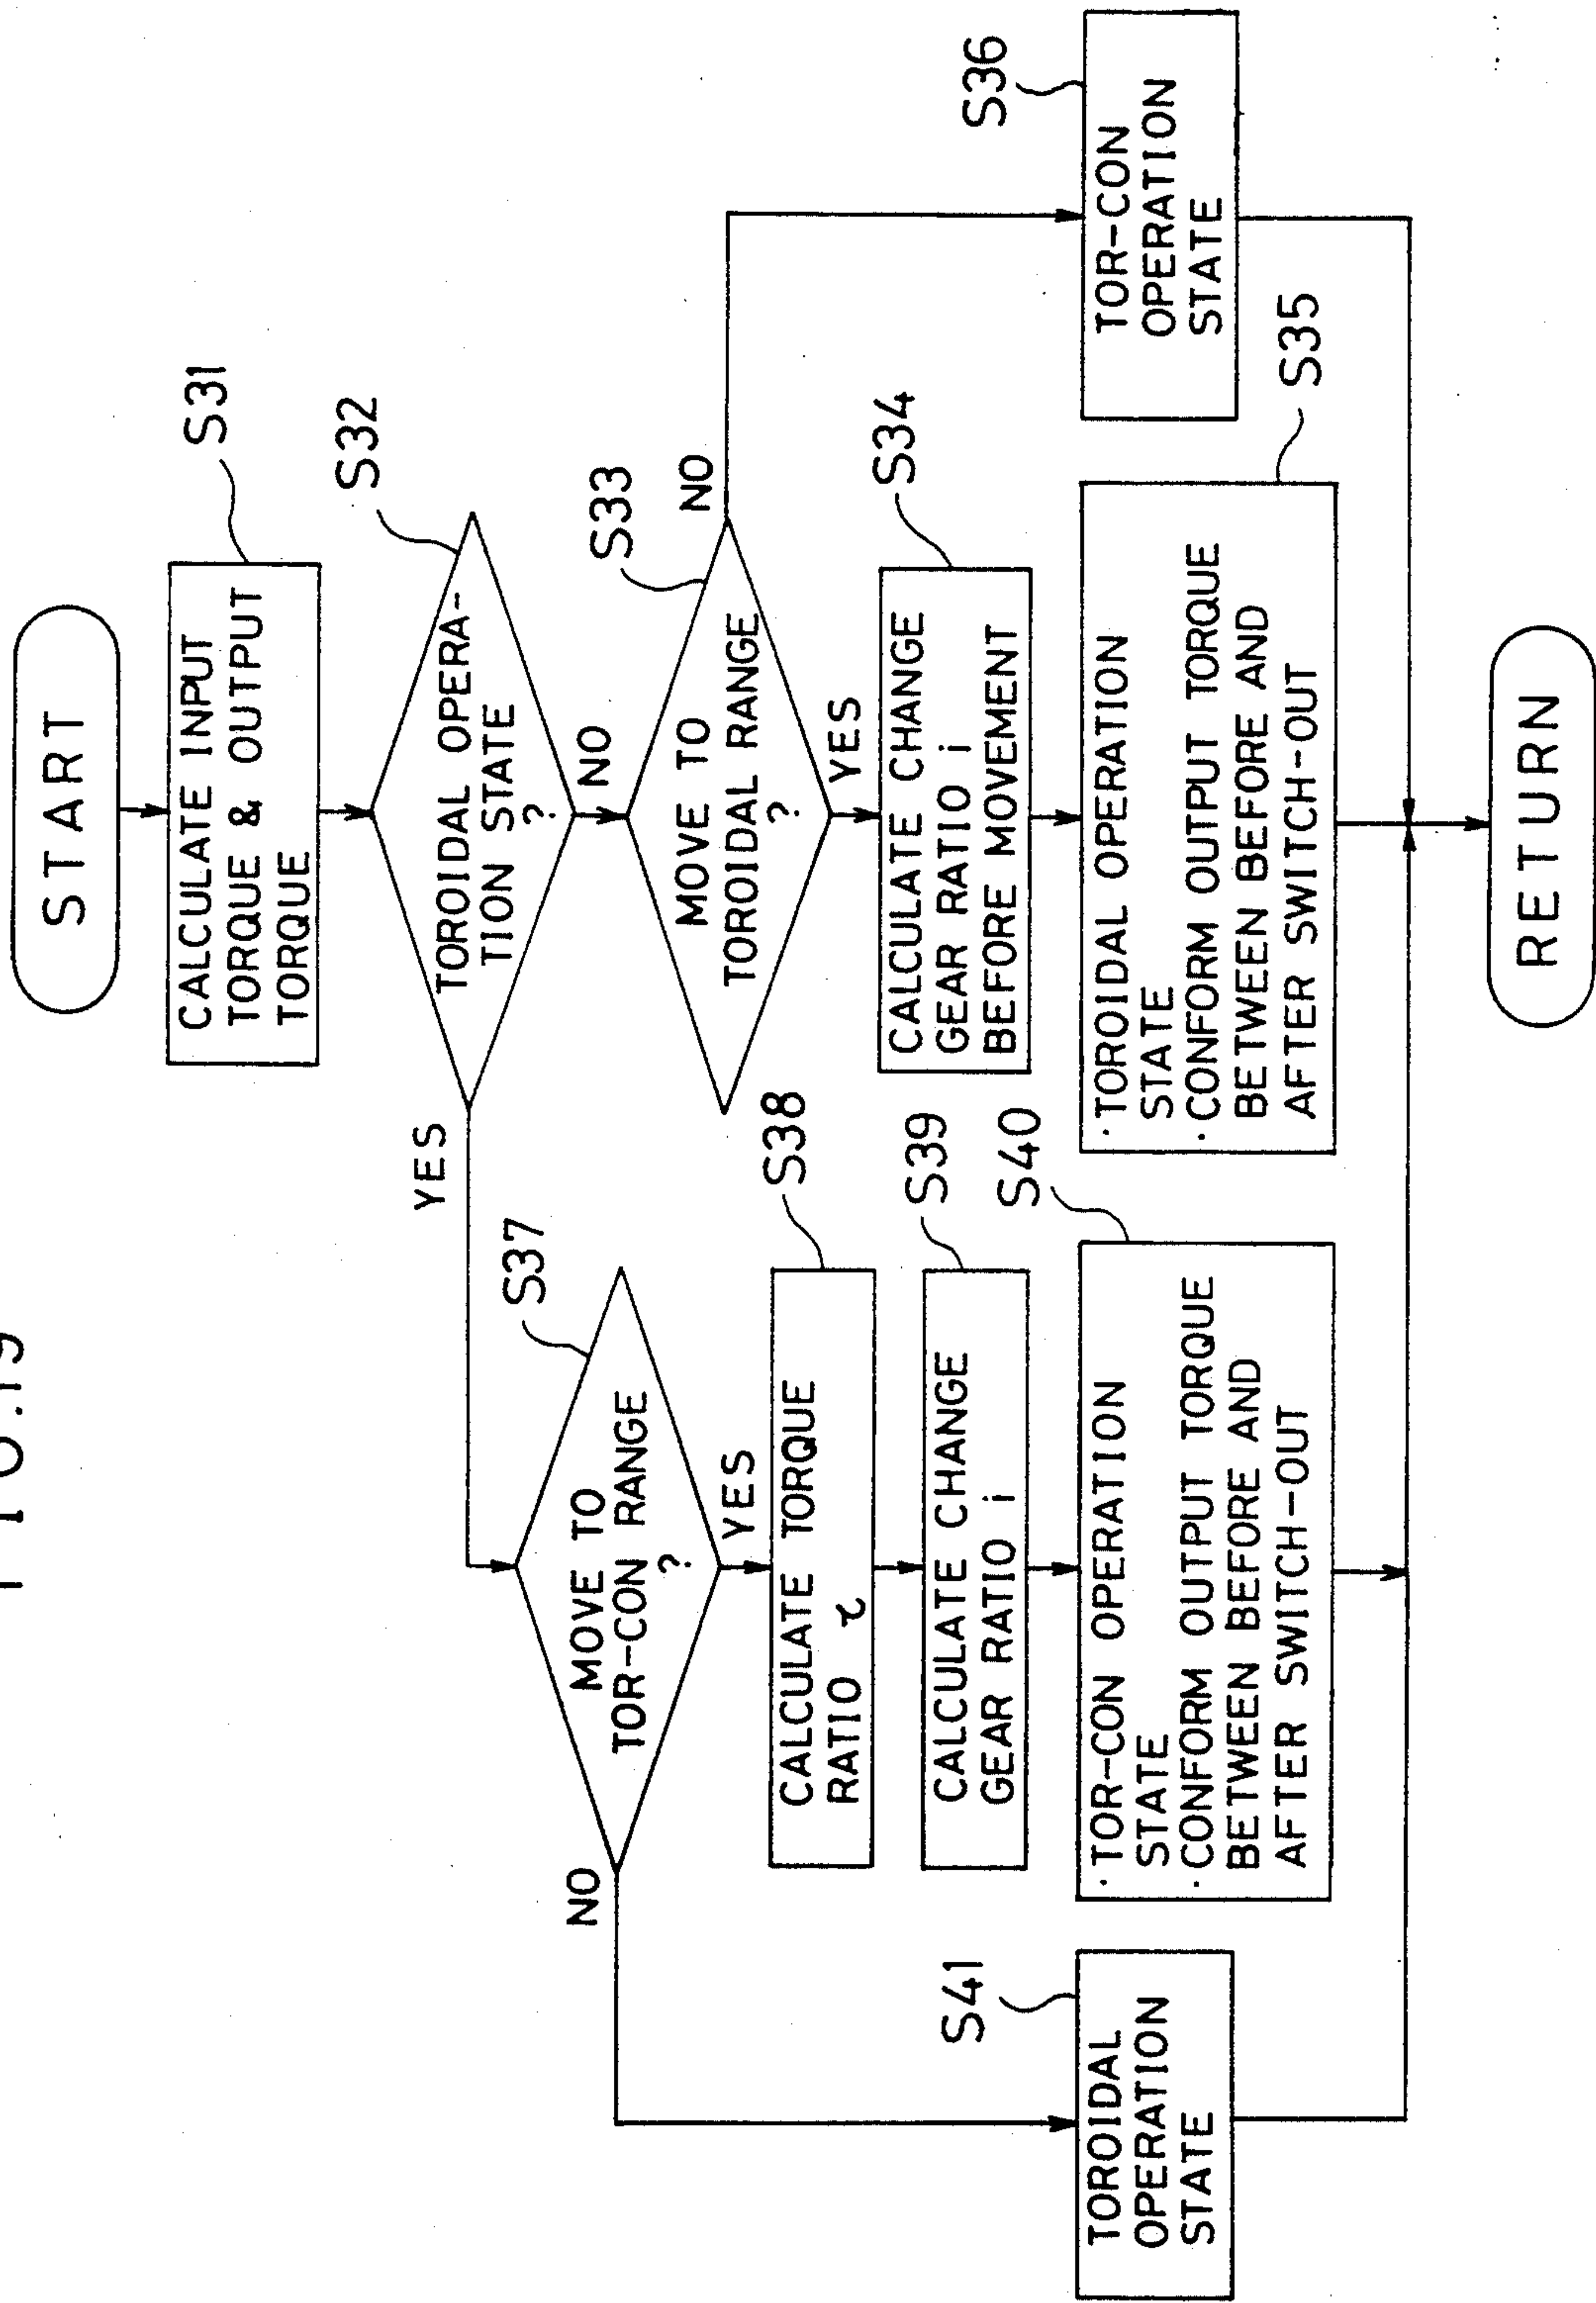 FIG.19
START
CALCULATE INPUT
TORQUE & OUTPUT
TORQUE
S31
TOROIDAL OPERA-
TION STATE
?
S32
YES
NO
MOVE TO
TOR-CON RANGE
?
S37
NO
YES
CALCULATE TORQUE
RATIO τ
S38
CALCULATE CHANGE
GEAR RATIO i
S39
· TOR-CON OPERATION
STATE
· CONFORM OUTPUT TORQUE
BETWEEN BEFORE AND
AFTER SWITCH-OUT
S40
TOROIDAL
OPERATION
STATE
S41
MOVE TO
TOROIDAL RANGE
?
S33
NO
YES
CALCULATE CHANGE
GEAR RATIO i
BEFORE MOVEMENT
S34
· TOROIDAL OPERATION
STATE
· CONFORM OUTPUT TORQUE
BETWEEN BEFORE AND
AFTER SWITCH-OUT
S35
TOR-CON
OPERATION
STATE
S36
RETURN